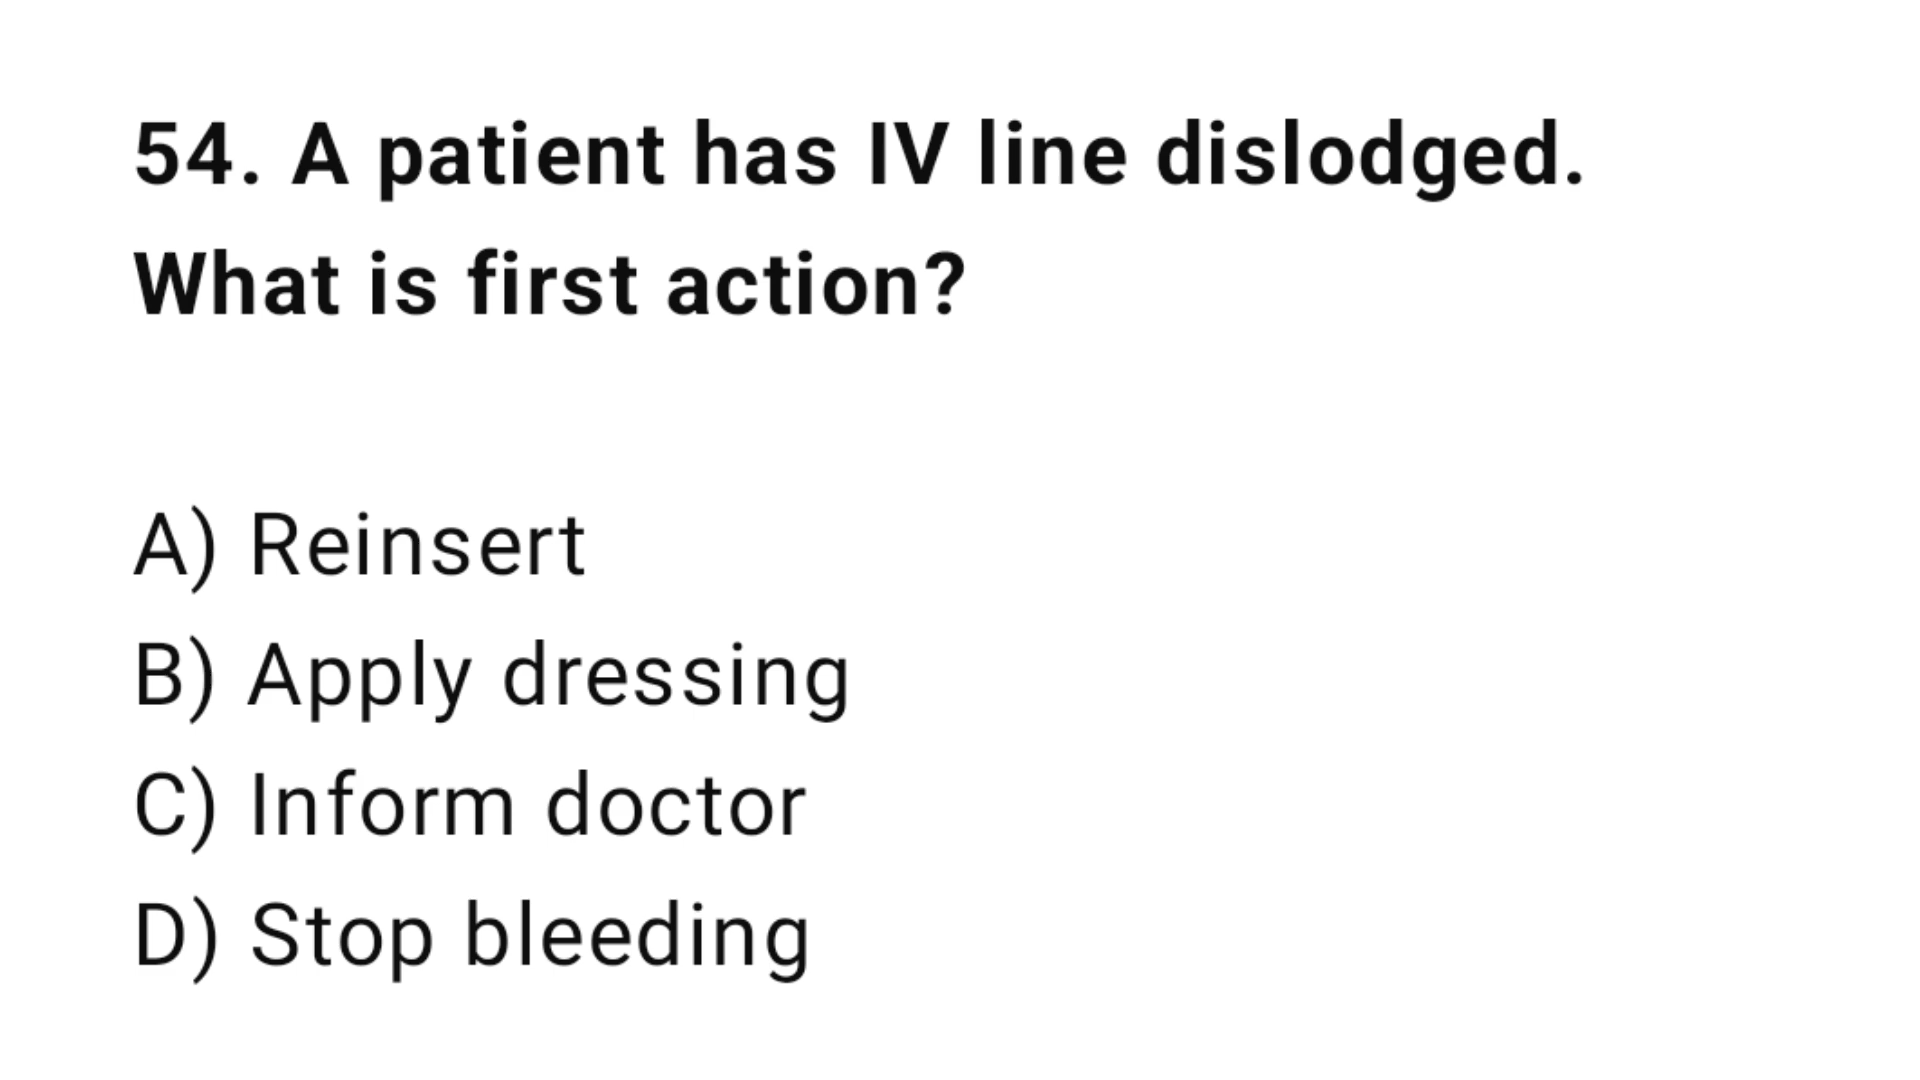 54. A patient has IV line dislodged.
What is first action?
A) Reinsert
B) Apply dressing
C) Inform doctor
D) Stop bleeding